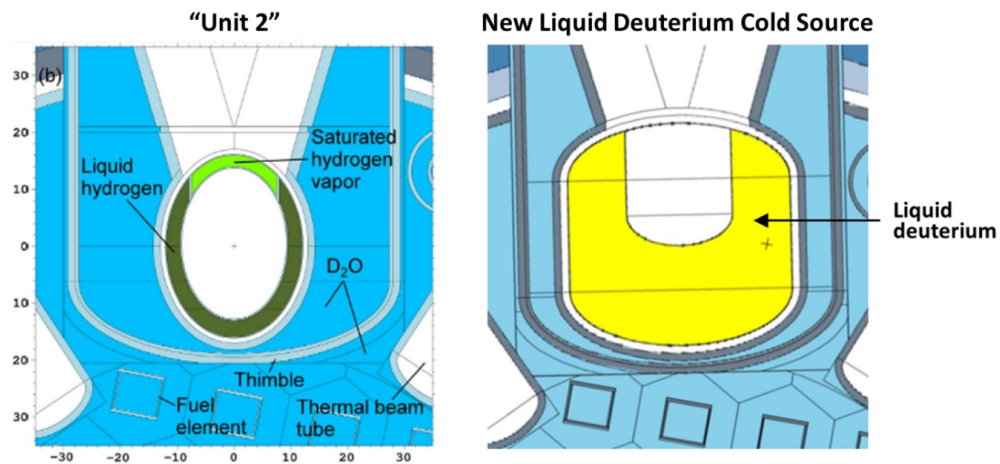 “Unit 2”
New Liquid Deuterium Cold Source
(b)
30
20
10
0
10
20
30
Liquid
hydrogen
Saturated
hydrogen
vapor
D₂O
Thimble
Fuel
element
Thermal beam
tube
−30 −20 −10 0 10 20 30
Liquid
deuterium